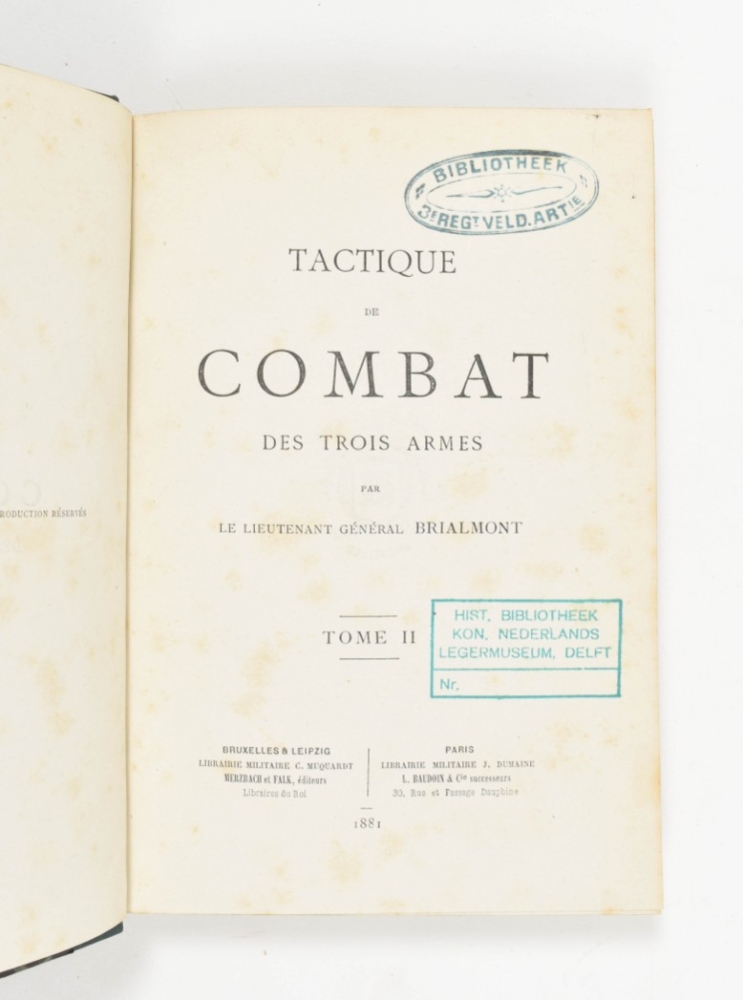 BIBLIOTHEEK
3E REGT VELD. ARTIE
TACTIQUE
DE
COMBAT
DES TROIS ARMES
PAR
LE LIEUTENANT GÉNÉRAL BRIALMONT
RODUCTION RÉSERVÉS
TOME II
HIST. BIBLIOTHEEK
KON. NEDERLANDS
LEGERMUSEUM, DELFT
Nr.
BRUXELLES & LEIPZIG
LIBRAIRIE MILITAIRE C. MUQUARDT
MERZBACH et FALK, éditeurs
Libraires du Roi
PARIS
LIBRAIRIE MILITAIRE J. DUMAINE
L. BAUDOIN & Cie successeurs
30, Rue et Passage Dauphine
1881